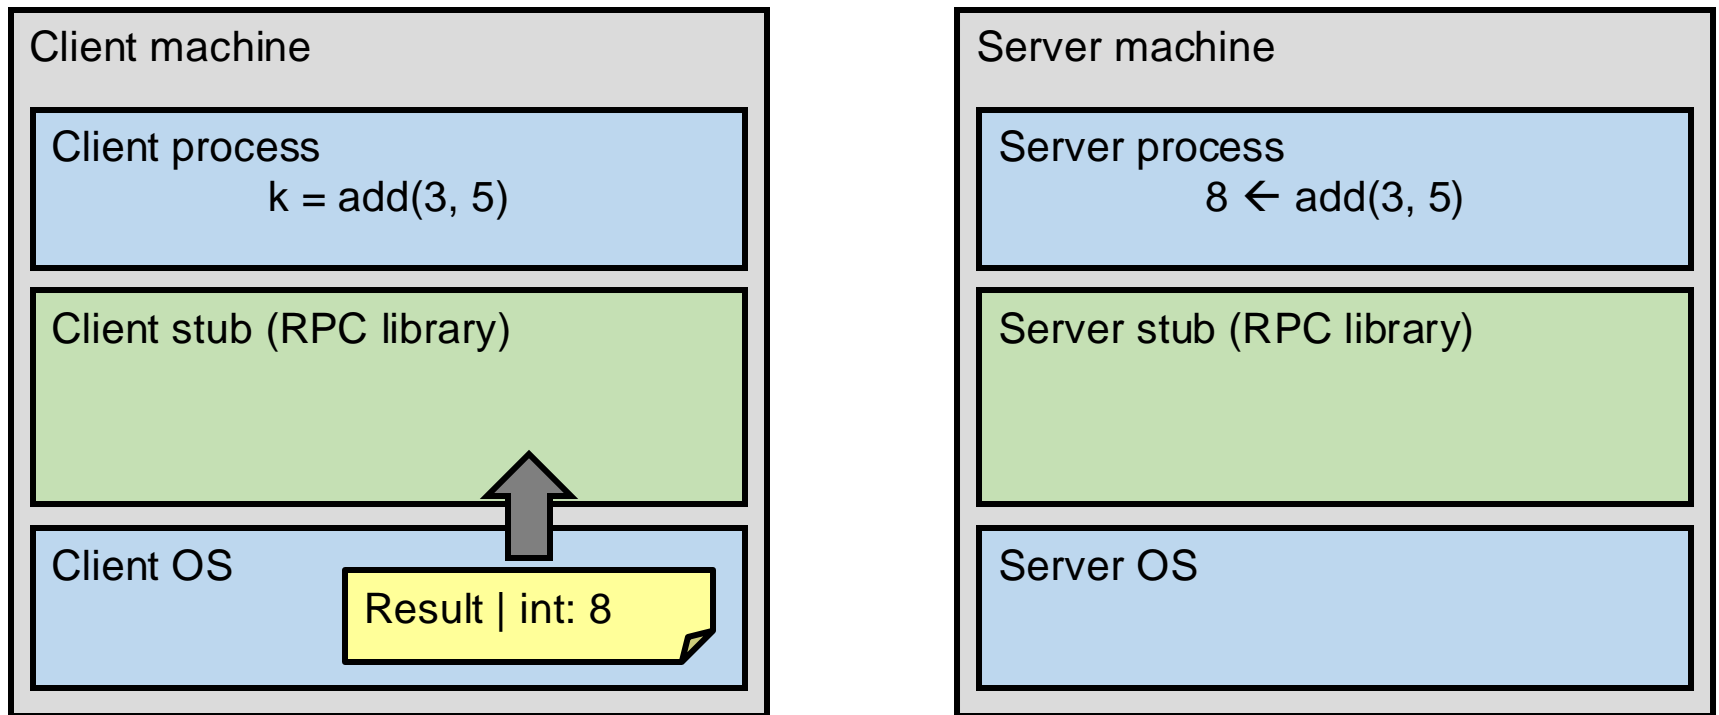 Client machine
Client process
k = add(3, 5)
Client stub (RPC library)
Client OS
Result | int: 8
Server machine
Server process
8 ← add(3, 5)
Server stub (RPC library)
Server OS